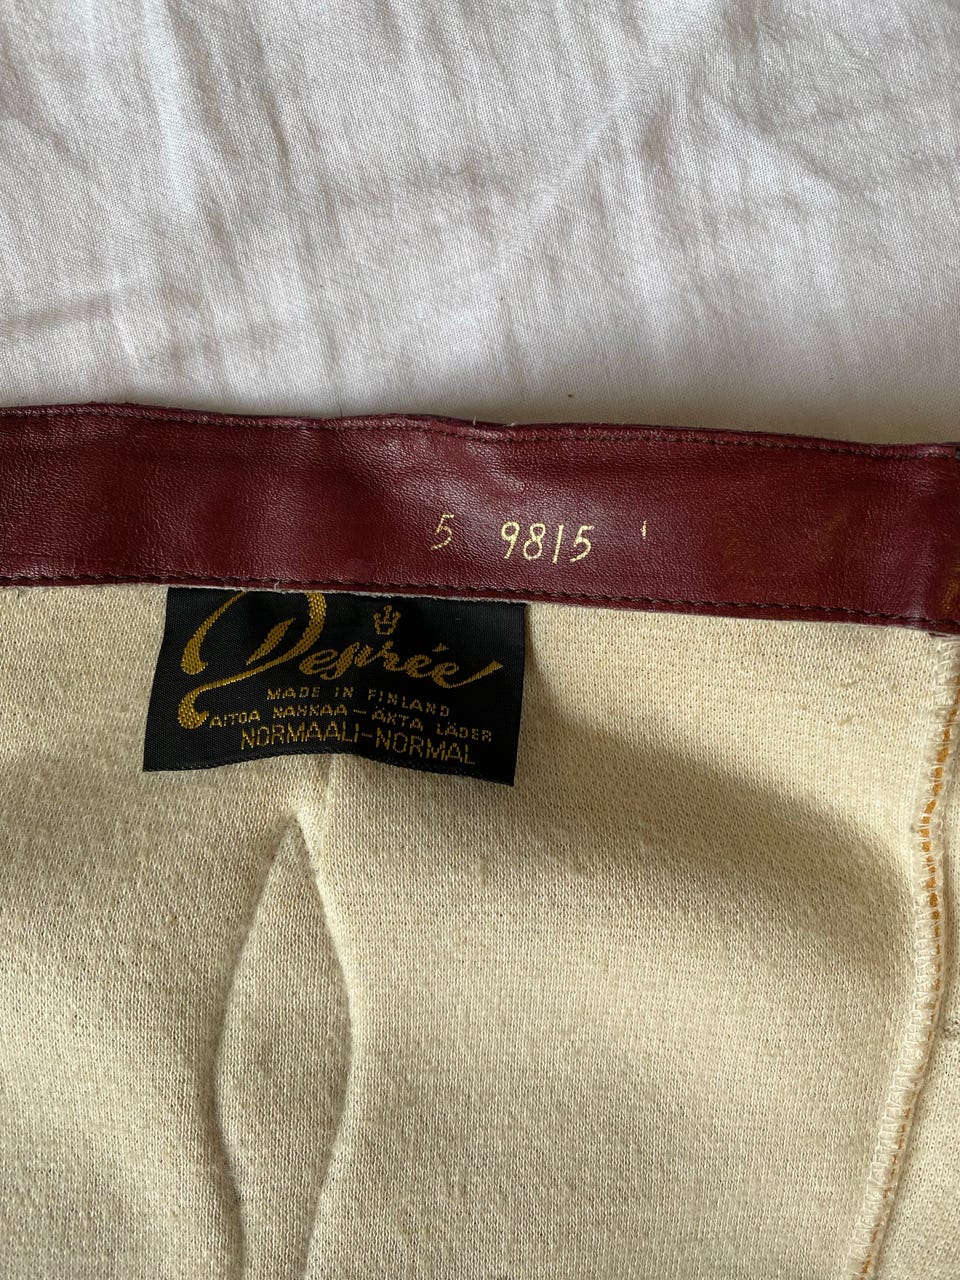 5 9815
Desirée
MADE IN FINLAND
AITOA NAHKAA-ÄKTA LÄDER
NORMAALI-NORMAL